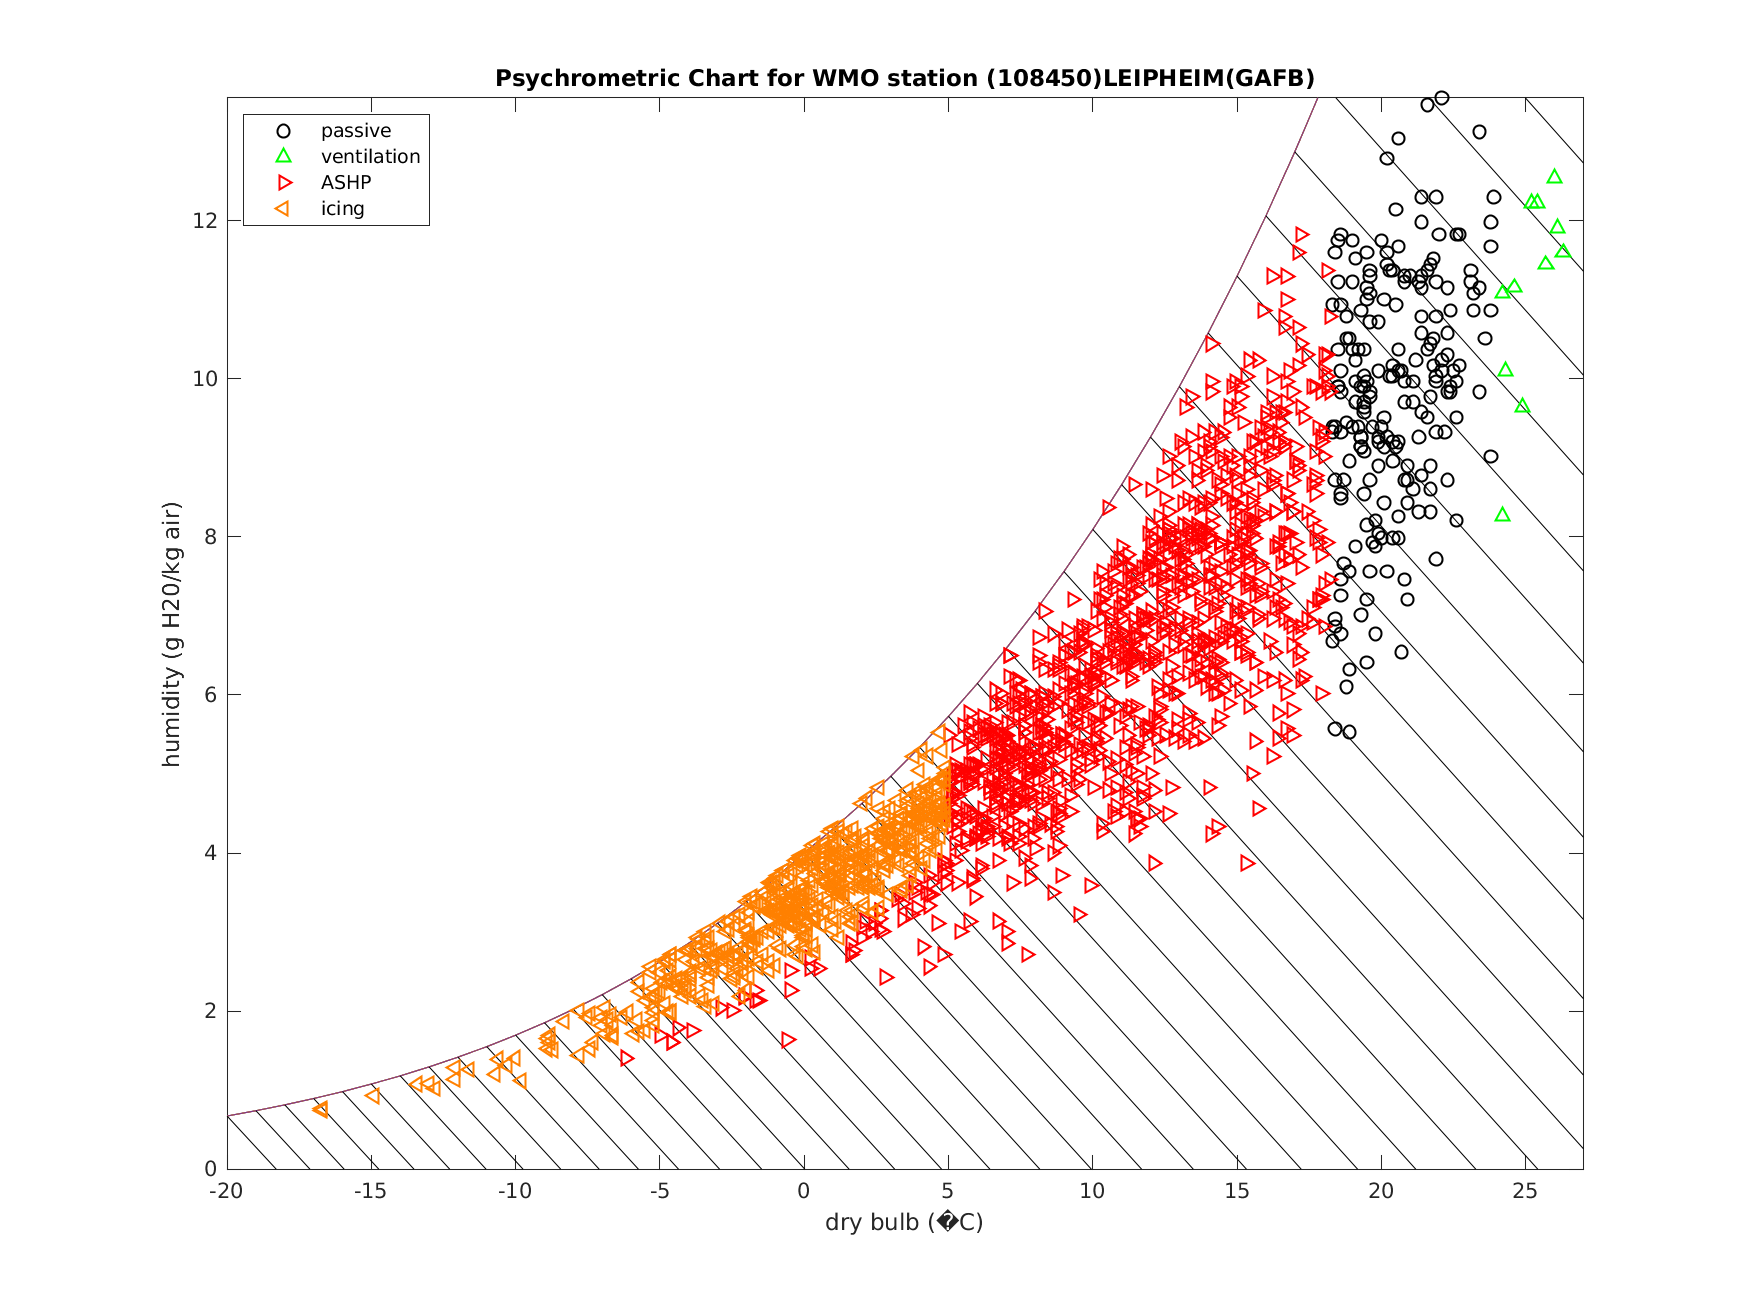 Psychrometric Chart for WMO station (108450)LEIPHEIM(GAFB)
passive
ventilation
ASHP
icing
humidity (g H20/kg air)
12
10
8
6
4
2
0
-20 -15 -10 -5 0 5 10 15 20 25
dry bulb (�C)